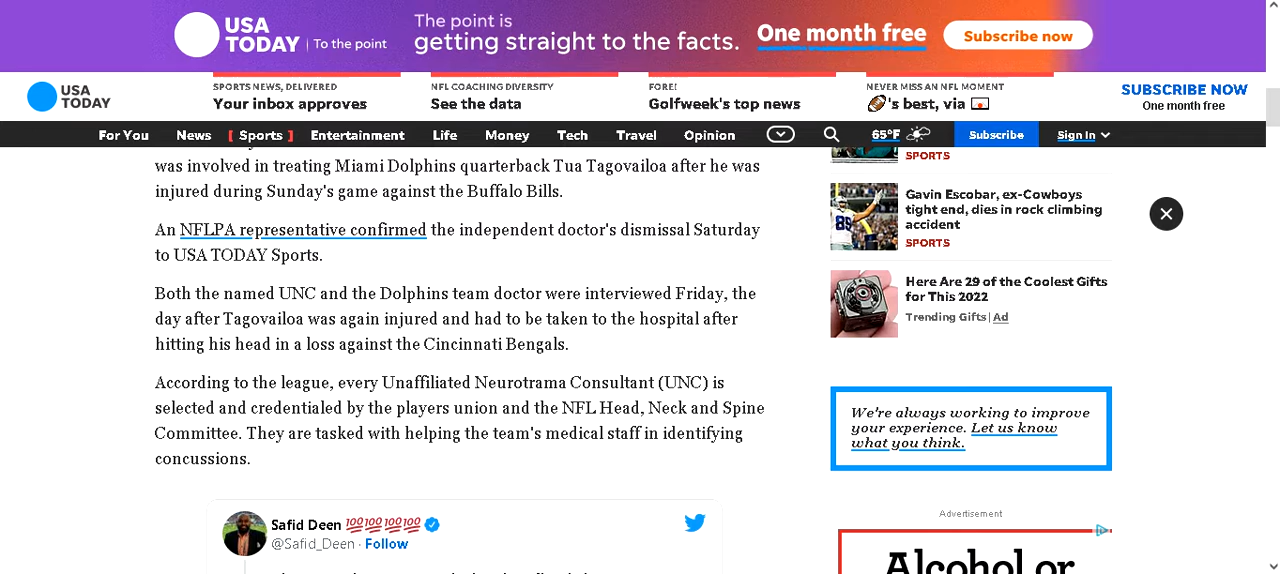 USA TODAY | To the point
The point is
getting straight to the facts.
One month free
Subscribe now
USA TODAY
SPORTS NEWS, DELIVERED
Your inbox approves
NFL COACHING DIVERSITY
See the data
FORE!
Golfweek's top news
NEVER MISS AN NFL MOMENT
🏈's best, via 💌
SUBSCRIBE NOW
One month free
For You News [ Sports ] Entertainment Life Money Tech Travel Opinion 65°F Subscribe Sign In
was involved in treating Miami Dolphins quarterback Tua Tagovailoa after he was
injured during Sunday's game against the Buffalo Bills.
An NFLPA representative confirmed the independent doctor's dismissal Saturday
to USA TODAY Sports.
Both the named UNC and the Dolphins team doctor were interviewed Friday, the
day after Tagovailoa was again injured and had to be taken to the hospital after
hitting his head in a loss against the Cincinnati Bengals.
According to the league, every Unaffiliated Neurotrama Consultant (UNC) is
selected and credentialed by the players union and the NFL Head, Neck and Spine
Committee. They are tasked with helping the team's medical staff in identifying
concussions.
Safid Deen 💯💯💯💯
@Safid_Deen · Follow
SPORTS
Gavin Escobar, ex-Cowboys
tight end, dies in rock climbing
accident
SPORTS
89
Here Are 29 of the Coolest Gifts
for This 2022
Trending Gifts | Ad
We're always working to improve
your experience. Let us know
what you think.
Advertisement
Alcohol or